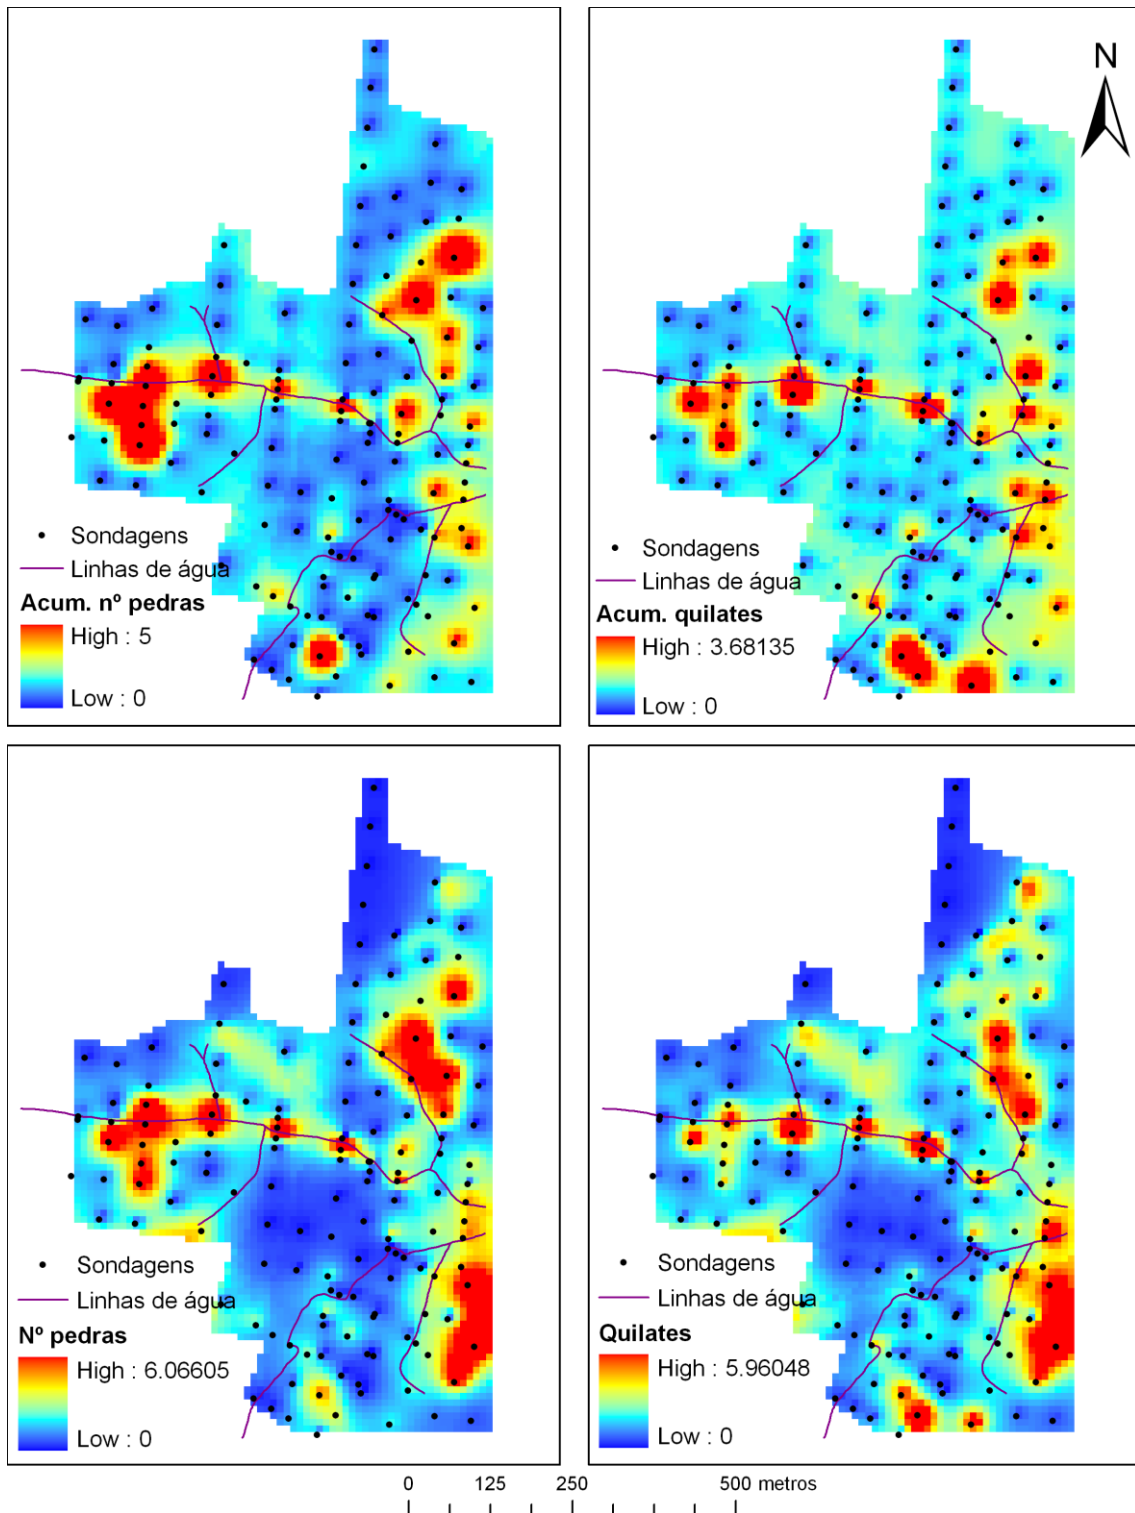 Sondagens
Linhas de água
Acum. nº pedras
High : 5
Low : 0
N
Sondagens
Linhas de água
Acum. quilates
High : 3.68135
Low : 0
Sondagens
Linhas de água
Nº pedras
High : 6.06605
Low : 0
Sondagens
Linhas de água
Quilates
High : 5.96048
Low : 0
0 125 250 500 metros